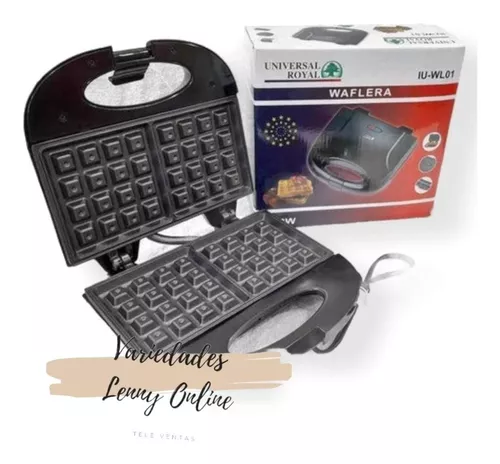 UNIVERSAL
ROYAL
IU-WL01
WAFLERA
Variedades
Lenny Online
TELE VENTAS